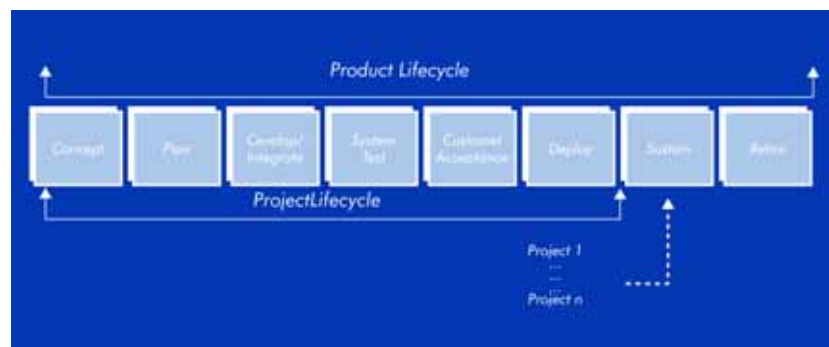 Product Lifecycle
Concept
Plan
Develop/
Integrate
System
Test
Customer
Acceptance
Deploy
Sustain
Retire
ProjectLifecycle
Project 1
...
...
Project n